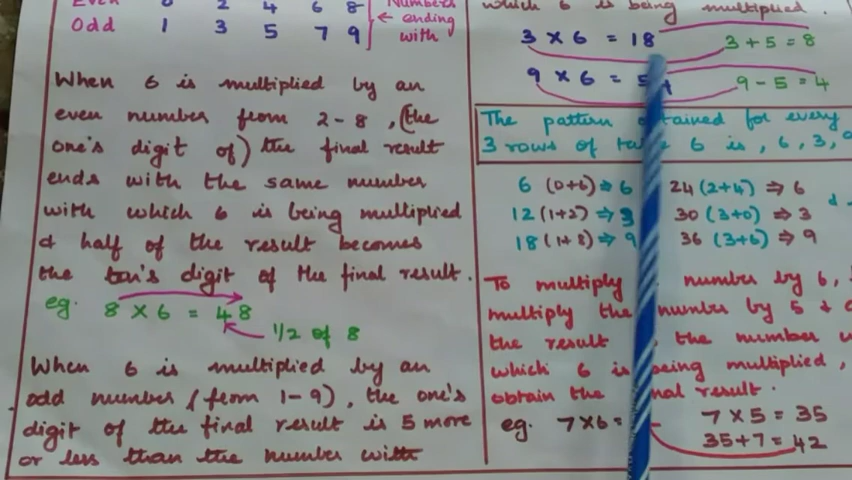 Even 0 2 4 6 8 Numbers
Odd 1 3 5 7 9 ending
with
When 6 is multiplied by an
even number from 2-8, (the
one's digit of) the final result
ends with the same number
with which 6 is being multiplied
& half of the result becomes
the ten's digit of the final result.
eg. 8 × 6 = 48
1/2 of 8
When 6 is multiplied by an
odd number (from 1-9), the one's
digit of the final result is 5 more
or less than the number with
which 6 is being multiplied.
3 × 6 = 18 3+5=8
9 × 6 = 5 9-5=4
The pattern for every
3 rows of 6 is, 6, 3,
6 (0+6) ⇒ 6 24 (2+4) ⇒ 6
12 (1+2) ⇒ 3 30 (3+0) ⇒ 3
18 (1+8) ⇒ 9 36 (3+6) ⇒ 9
To multiply number by 6,
multiply the number by 5 &
the result the number
which 6 is being multiplied,
obtain the result.
eg. 7×6= 7 × 5 = 35
35+7=42